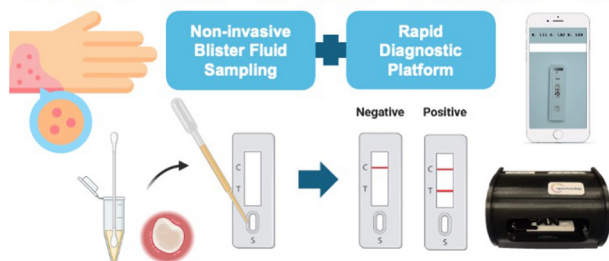 Non-invasive
Blister Fluid
Sampling
Rapid
Diagnostic
Platform
Negative
Positive
C
T
S
C
T
S
C
T
S